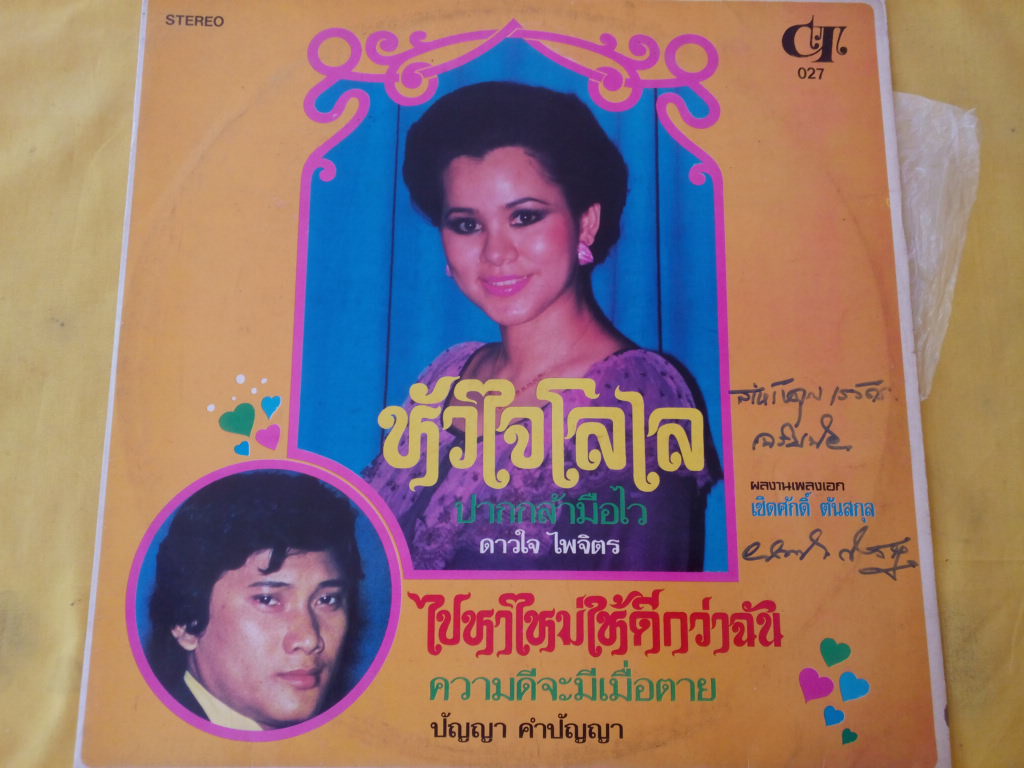 STEREO
027
หัวใจโลไล
ปากกล้ามือไว
ดาวใจ ไพจิตร
ผลงานเพลงเอก
เชิดศักดิ์ ตันสกุล
ไปหาใหม่ให้ดีกว่าฉัน
ความดีจะมีเมื่อตาย
ปัญญา คำปัญญา